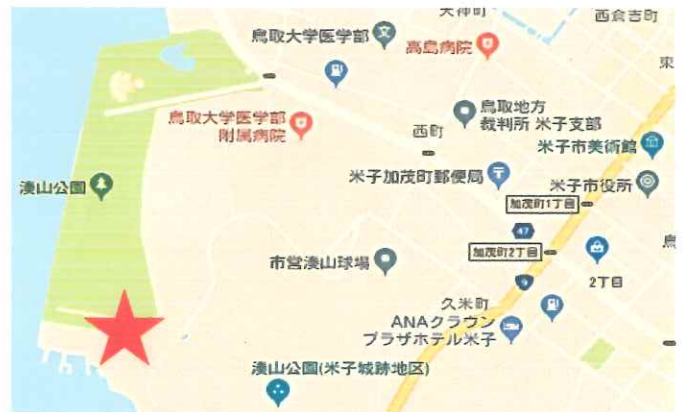 天神町
西倉吉町
鳥取大学医学部
高島病院
東
鳥取大学医学部
附属病院
西町
鳥取地方
裁判所 米子支部
米子市美術館
湊山公園
米子加茂町郵便局
米子市役所
加茂町1丁目
47
加茂町2丁目
鳥
市営湊山球場
9
2丁目
久米町
ANAクラウン
プラザホテル米子
湊山公園(米子城跡地区)